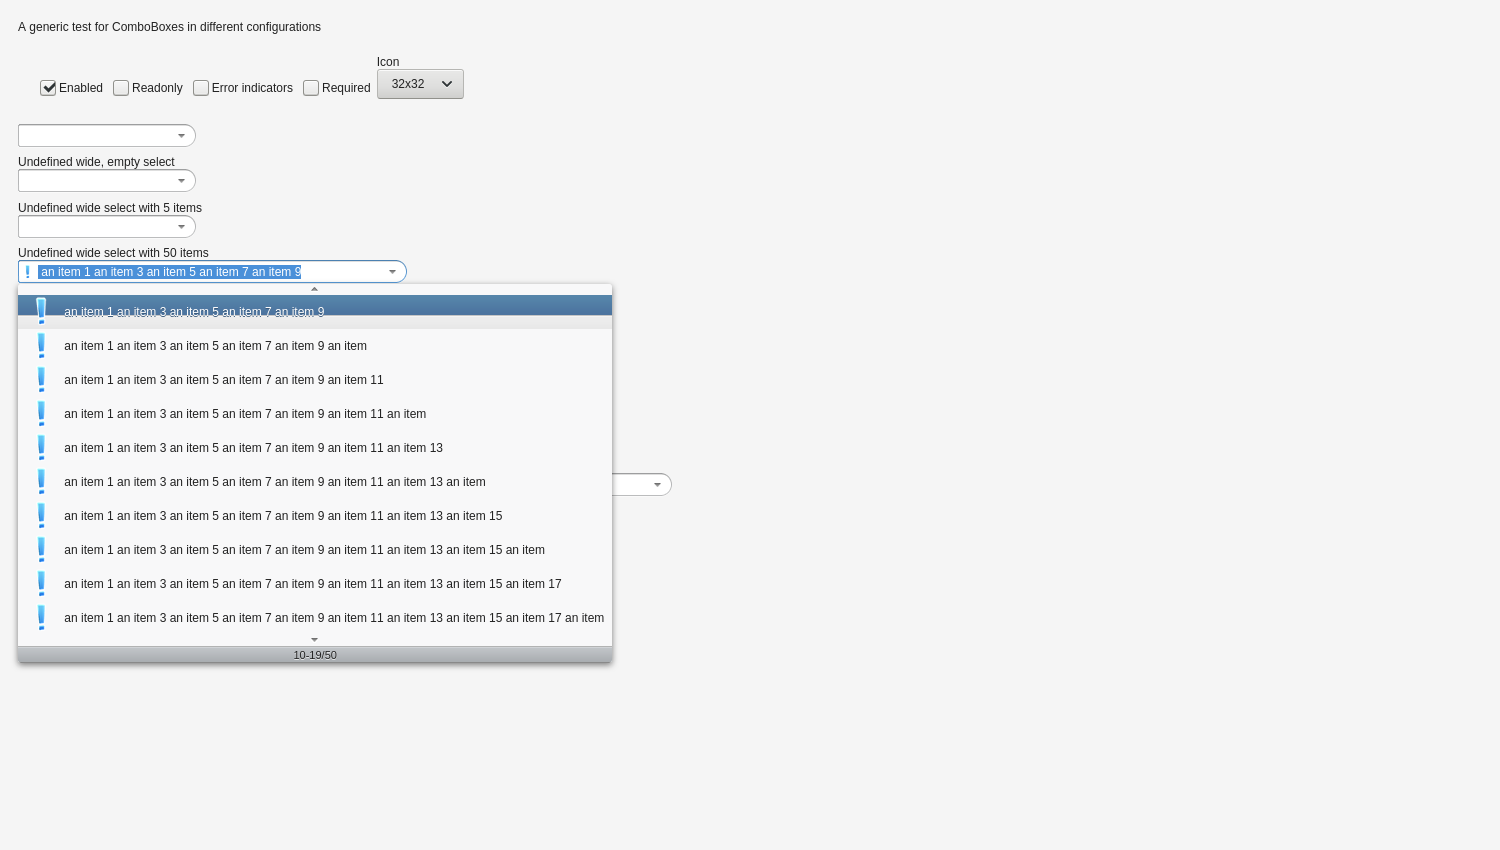 A generic test for ComboBoxes in different configurations
Icon
Enabled Readonly Error indicators Required 32x32
Undefined wide, empty select
Undefined wide select with 5 items
Undefined wide select with 50 items
an item 1 an item 3 an item 5 an item 7 an item 9
an item 1 an item 3 an item 5 an item 7 an item 9
an item 1 an item 3 an item 5 an item 7 an item 9 an item
an item 1 an item 3 an item 5 an item 7 an item 9 an item 11
an item 1 an item 3 an item 5 an item 7 an item 9 an item 11 an item
an item 1 an item 3 an item 5 an item 7 an item 9 an item 11 an item 13
an item 1 an item 3 an item 5 an item 7 an item 9 an item 11 an item 13 an item
an item 1 an item 3 an item 5 an item 7 an item 9 an item 11 an item 13 an item 15
an item 1 an item 3 an item 5 an item 7 an item 9 an item 11 an item 13 an item 15 an item
an item 1 an item 3 an item 5 an item 7 an item 9 an item 11 an item 13 an item 15 an item 17
an item 1 an item 3 an item 5 an item 7 an item 9 an item 11 an item 13 an item 15 an item 17 an item
10-19/50